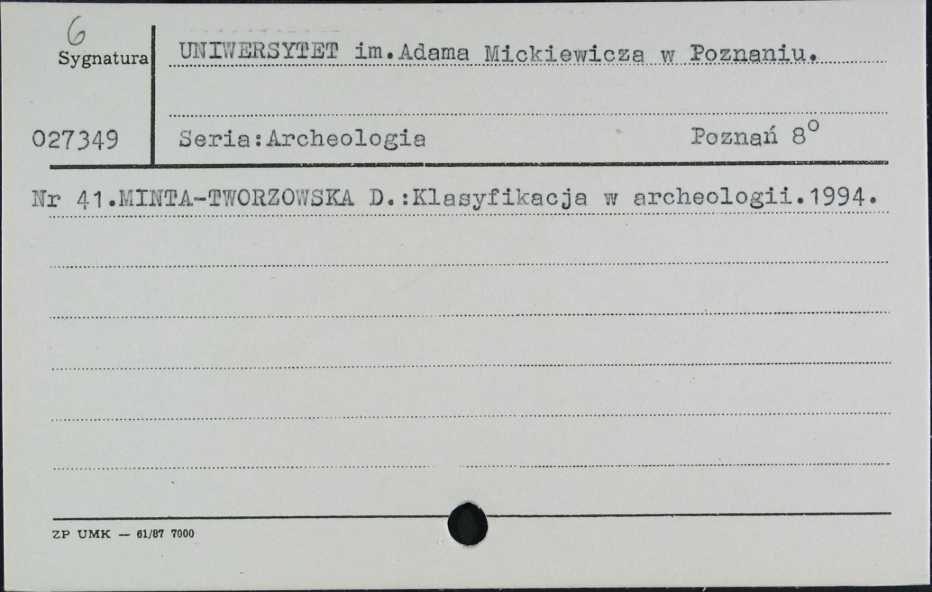 6
Sygnatura
UNIWERSYTET im.Adama Mickiewicza w Poznaniu.
027349
Seria:Archeologia Poznań 8⁰
Nr 41.MINTA-TWORZOWSKA D.:Klasyfikacja w archeologii.1994.
ZP UMK — 61/87 7000